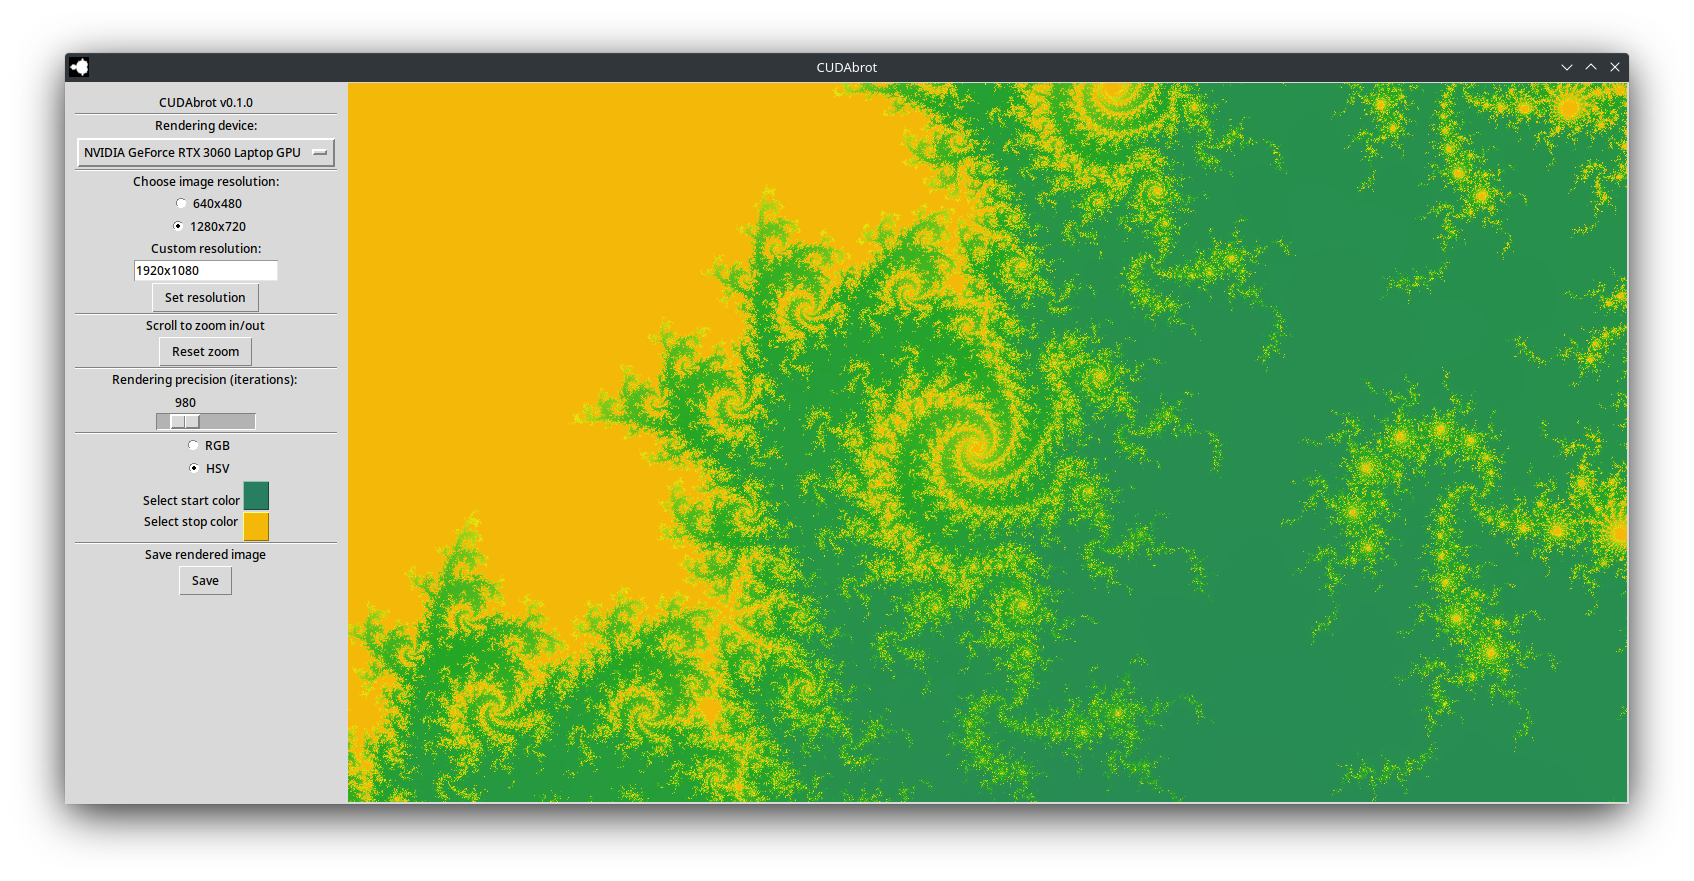 CUDAbrot
CUDAbrot v0.1.0
Rendering device:
NVIDIA GeForce RTX 3060 Laptop GPU
Choose image resolution:
640x480
1280x720
Custom resolution:
1920x1080
Set resolution
Scroll to zoom in/out
Reset zoom
Rendering precision (iterations):
980
RGB
HSV
Select start color
Select stop color
Save rendered image
Save